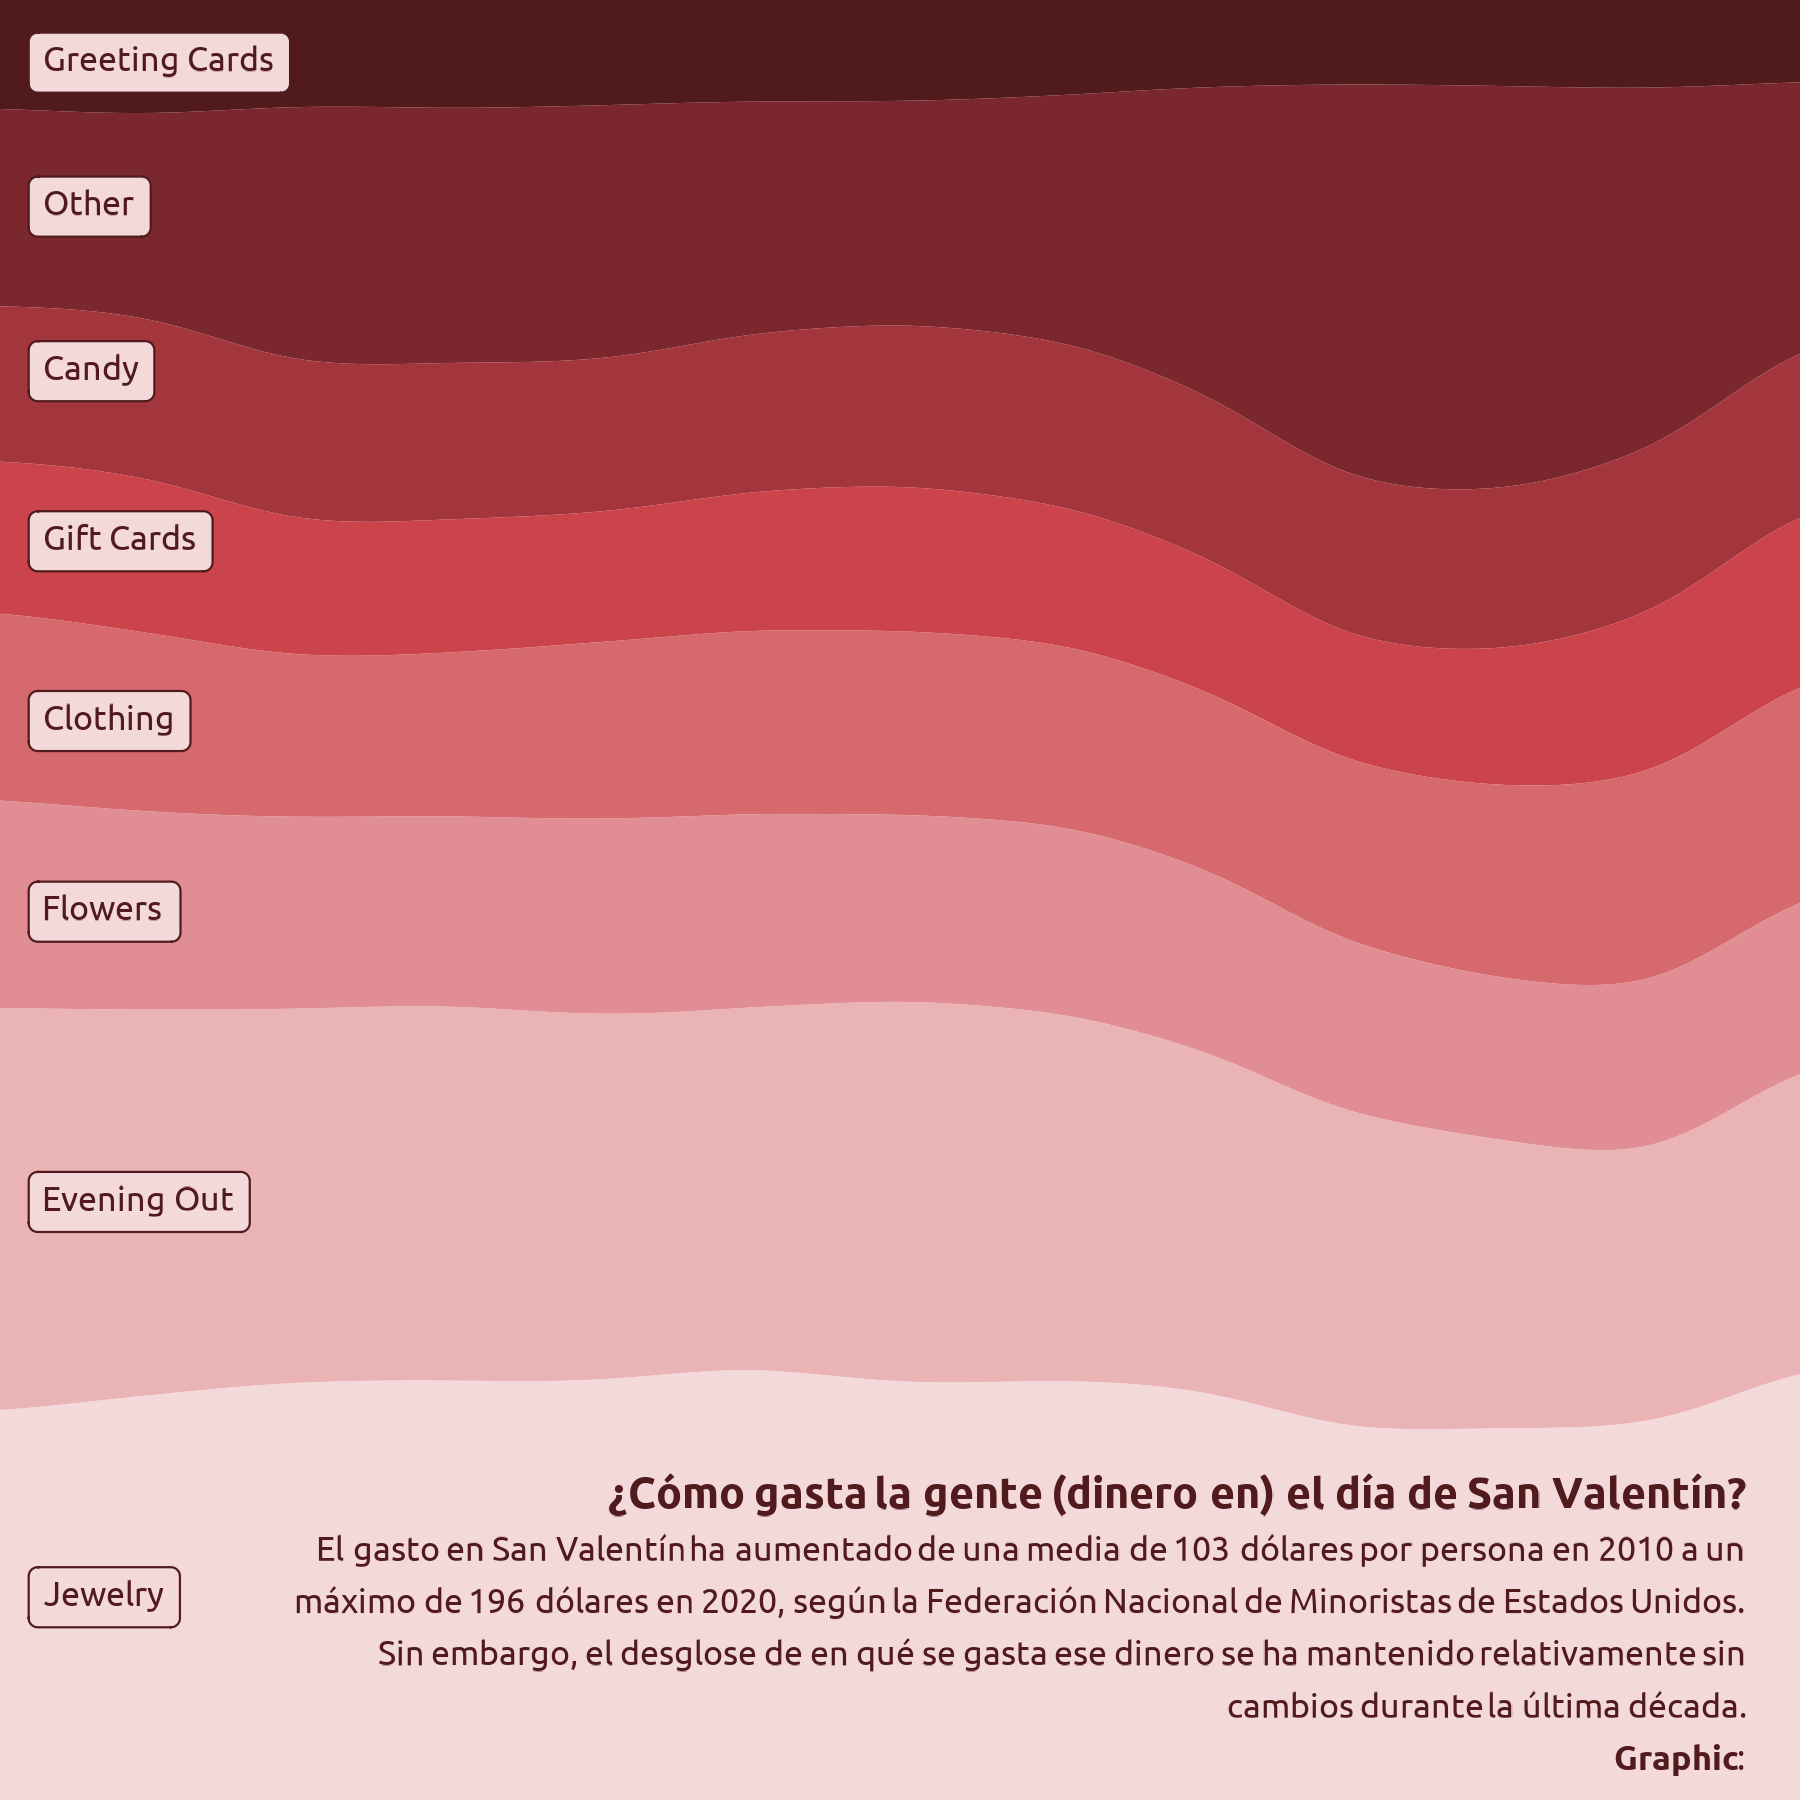 Greeting Cards
Other
Candy
Gift Cards
Clothing
Flowers
Evening Out
Jewelry
¿Cómo gasta la gente (dinero en) el día de San Valentín?
El gasto en San Valentín ha aumentado de una media de 103 dólares por persona en 2010 a un
máximo de 196 dólares en 2020, según la Federación Nacional de Minoristas de Estados Unidos.
Sin embargo, el desglose de en qué se gasta ese dinero se ha mantenido relativamente sin
cambios durante la última década.
Graphic: